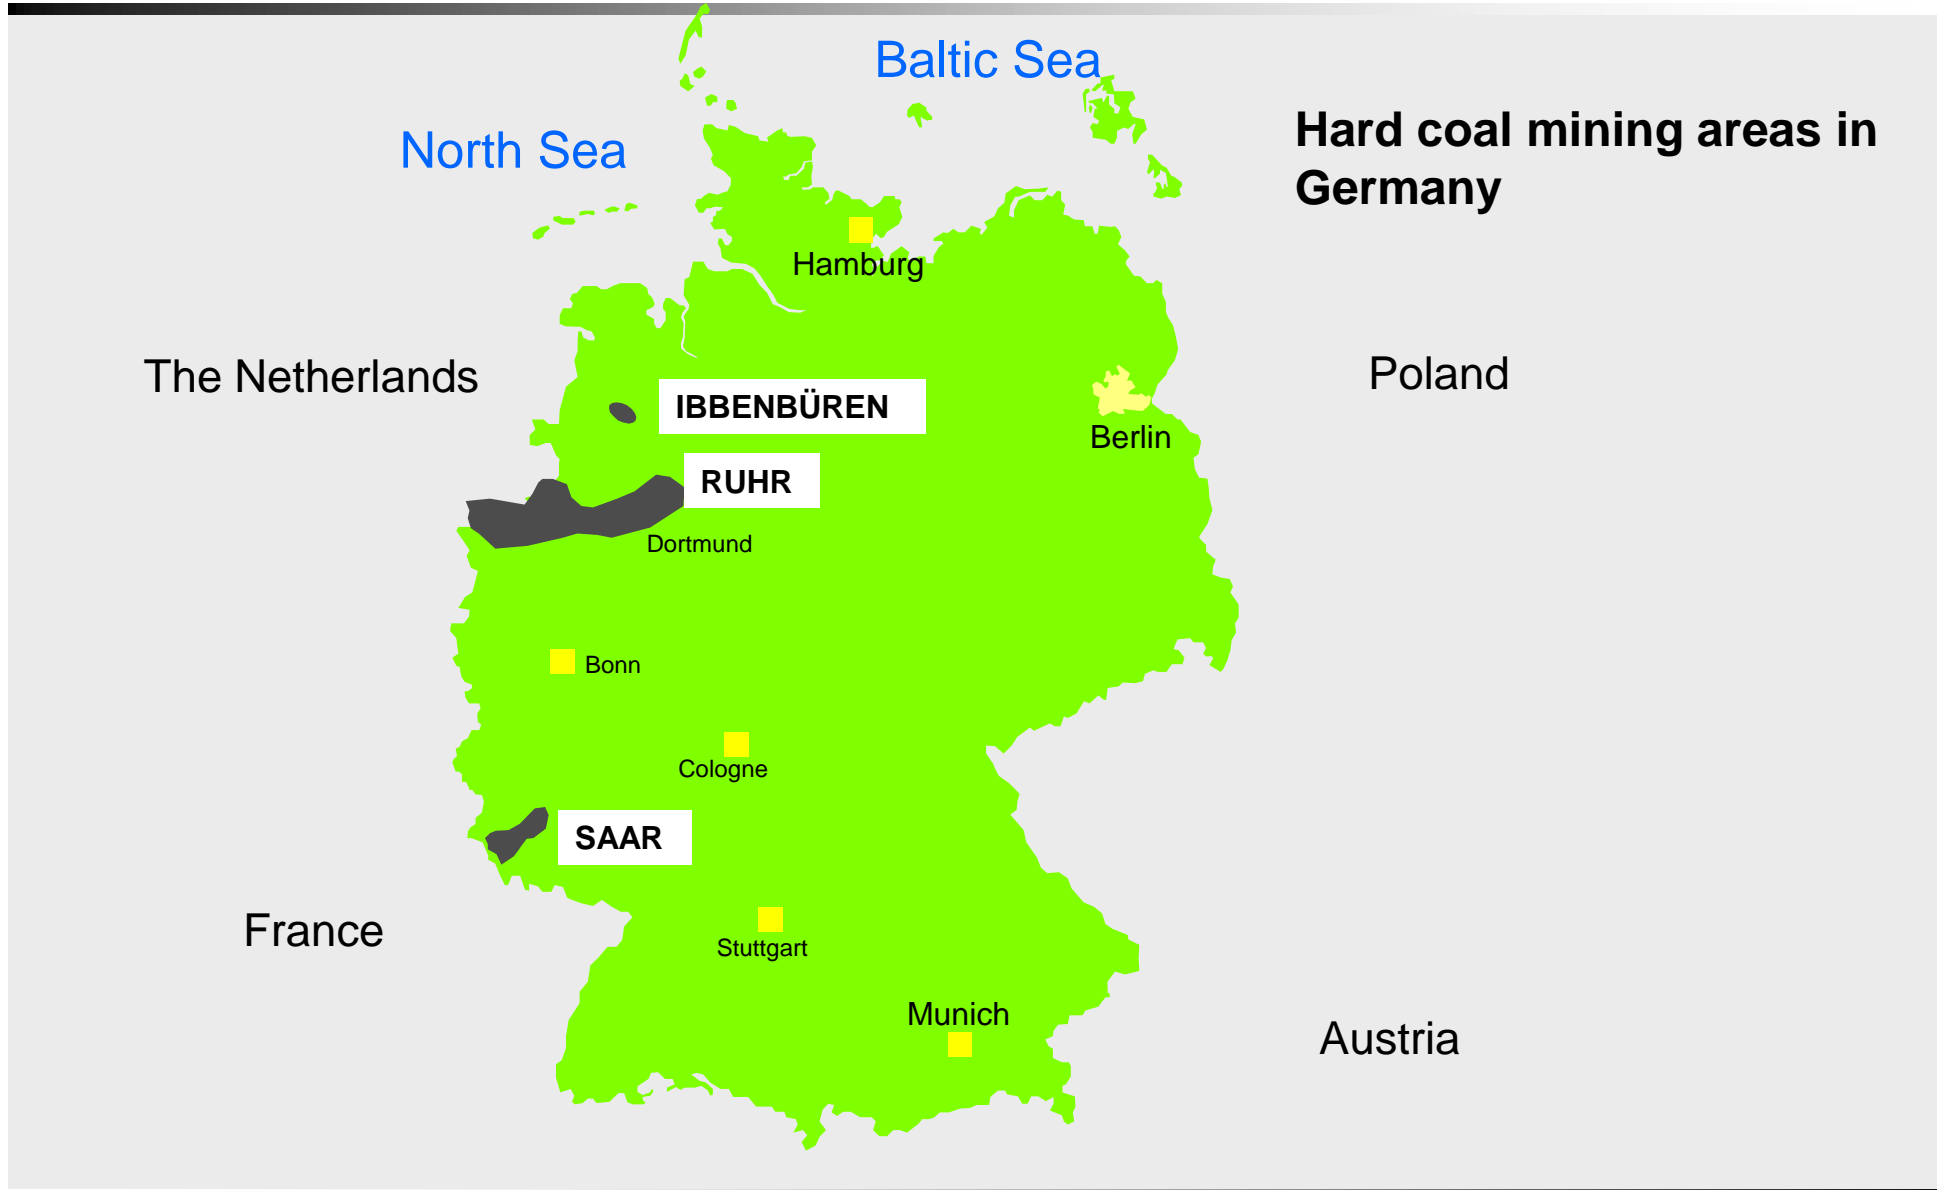 Baltic Sea
North Sea
Hard coal mining areas in
Germany
Hamburg
The Netherlands
Poland
IBBENBÜREN
Berlin
RUHR
Dortmund
Bonn
Cologne
SAAR
France
Stuttgart
Munich
Austria